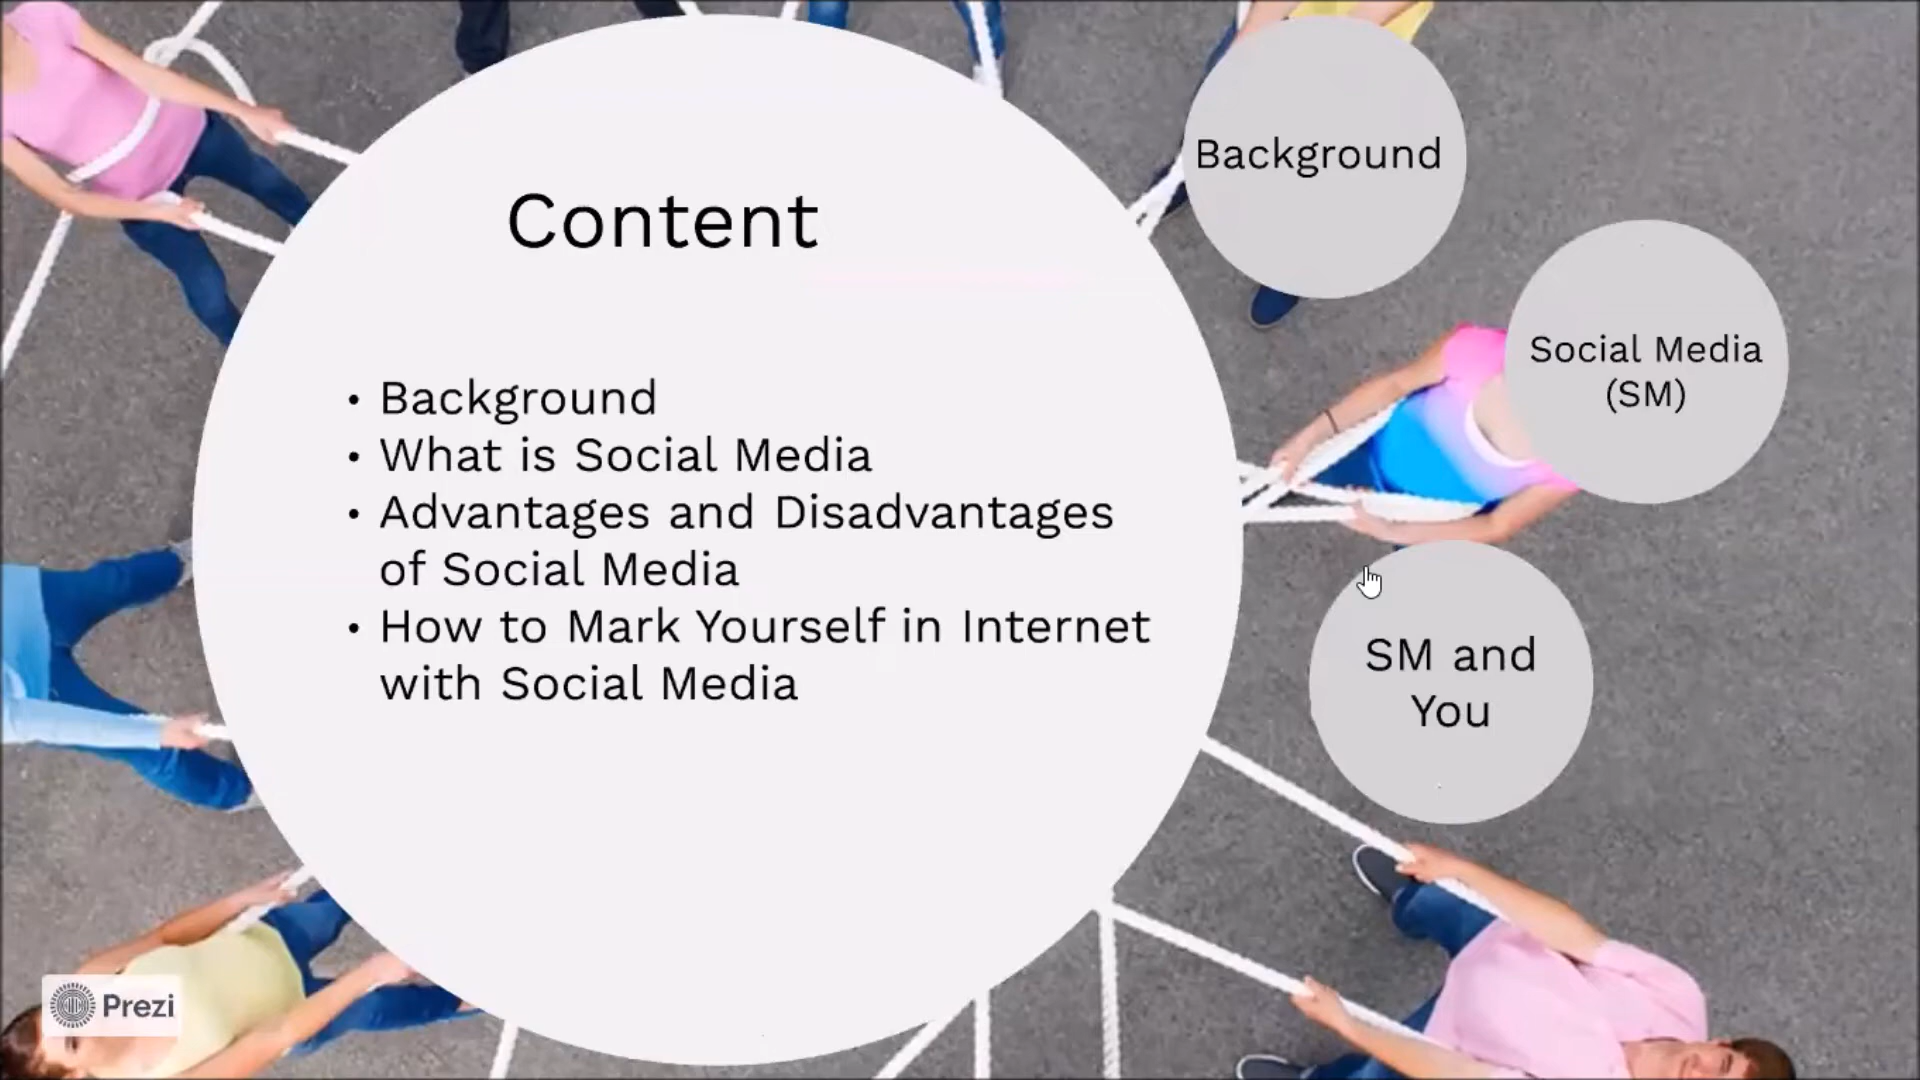 Content
• Background
• What is Social Media
• Advantages and Disadvantages
of Social Media
• How to Mark Yourself in Internet
with Social Media
Background
Social Media
(SM)
SM and
You
Prezi